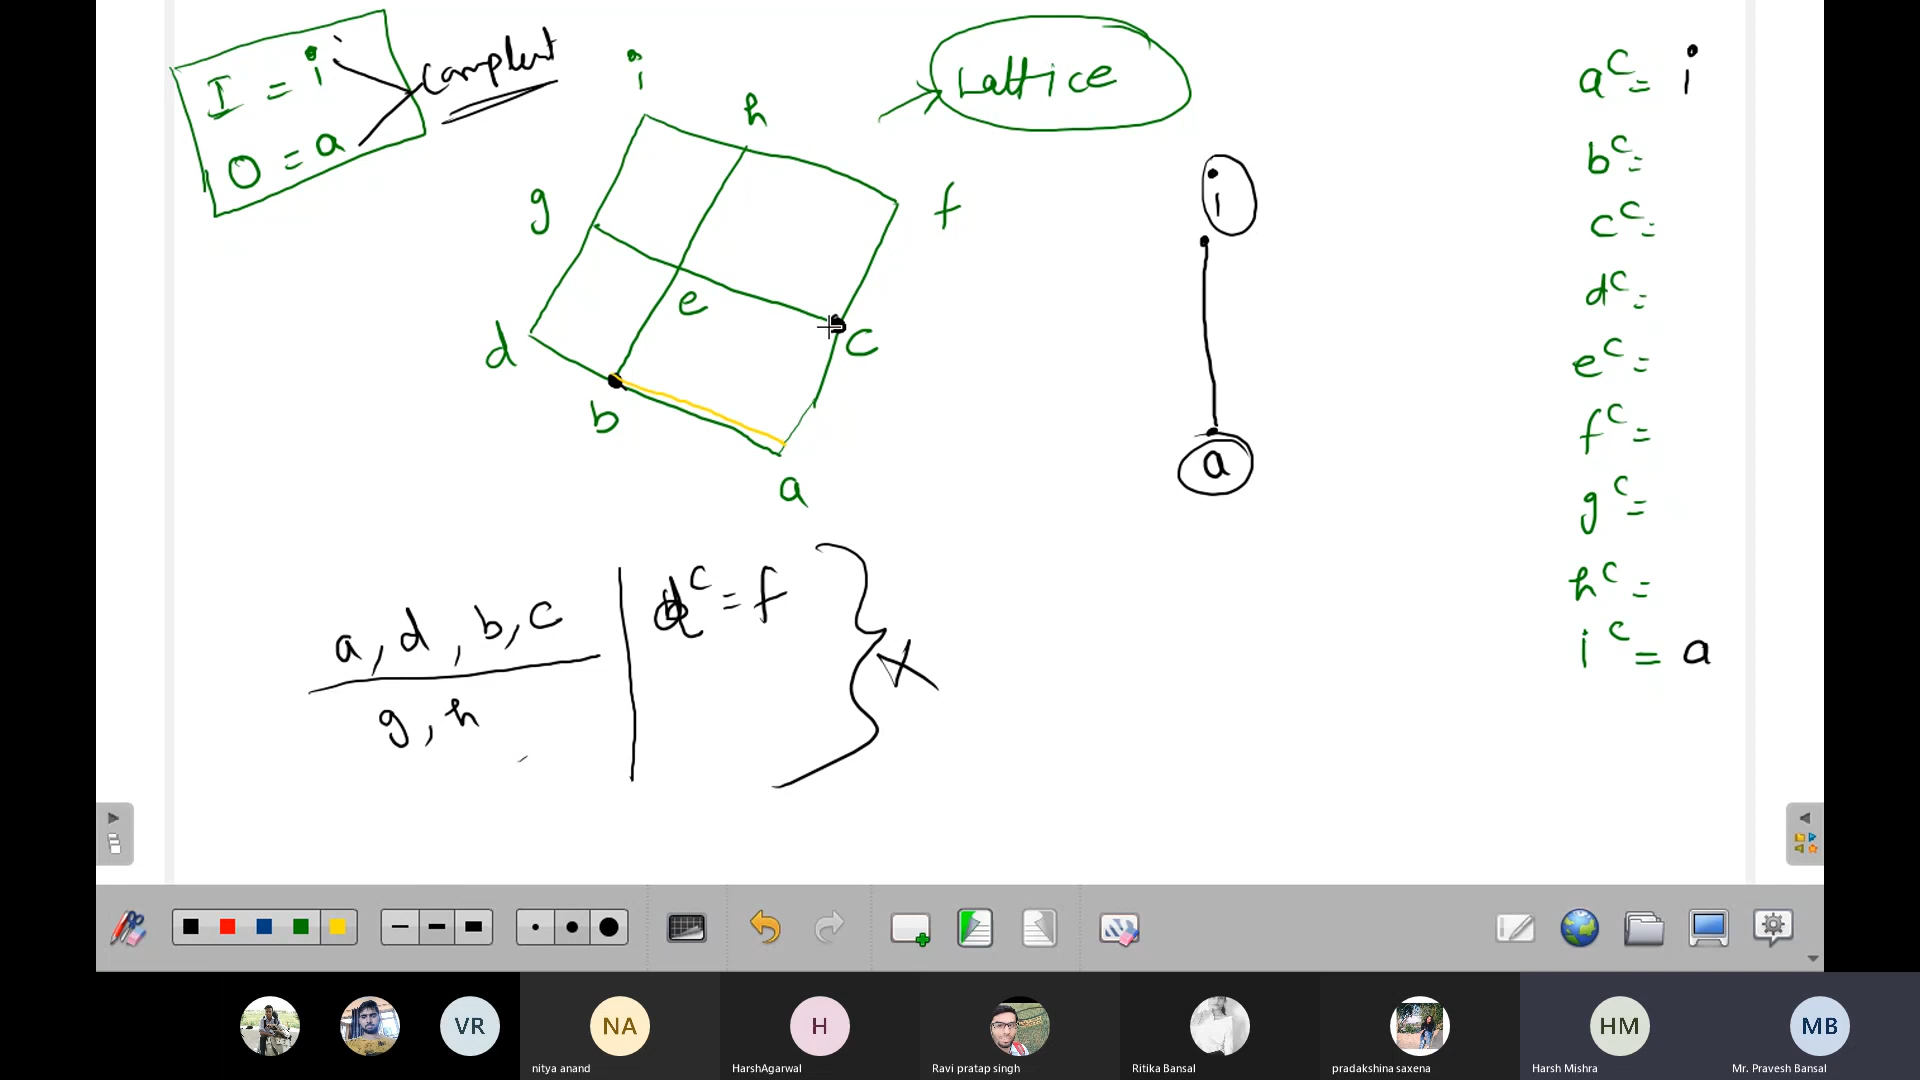 I = i
O = a
Complent
i
h
g
f
e
d
c
b
a
Lattice
i
a
a^c = i
b^c =
c^c =
d^c =
e^c =
f^c =
g^c =
h^c =
i^c = a
a, d, b, c
g, h
d^c = f
X
VR
NA
H
HM
MB
nitya anand
HarshAgarwal
Ravi pratap singh
Ritika Bansal
pradakshina saxena
Harsh Mishra
Mr. Pravesh Bansal